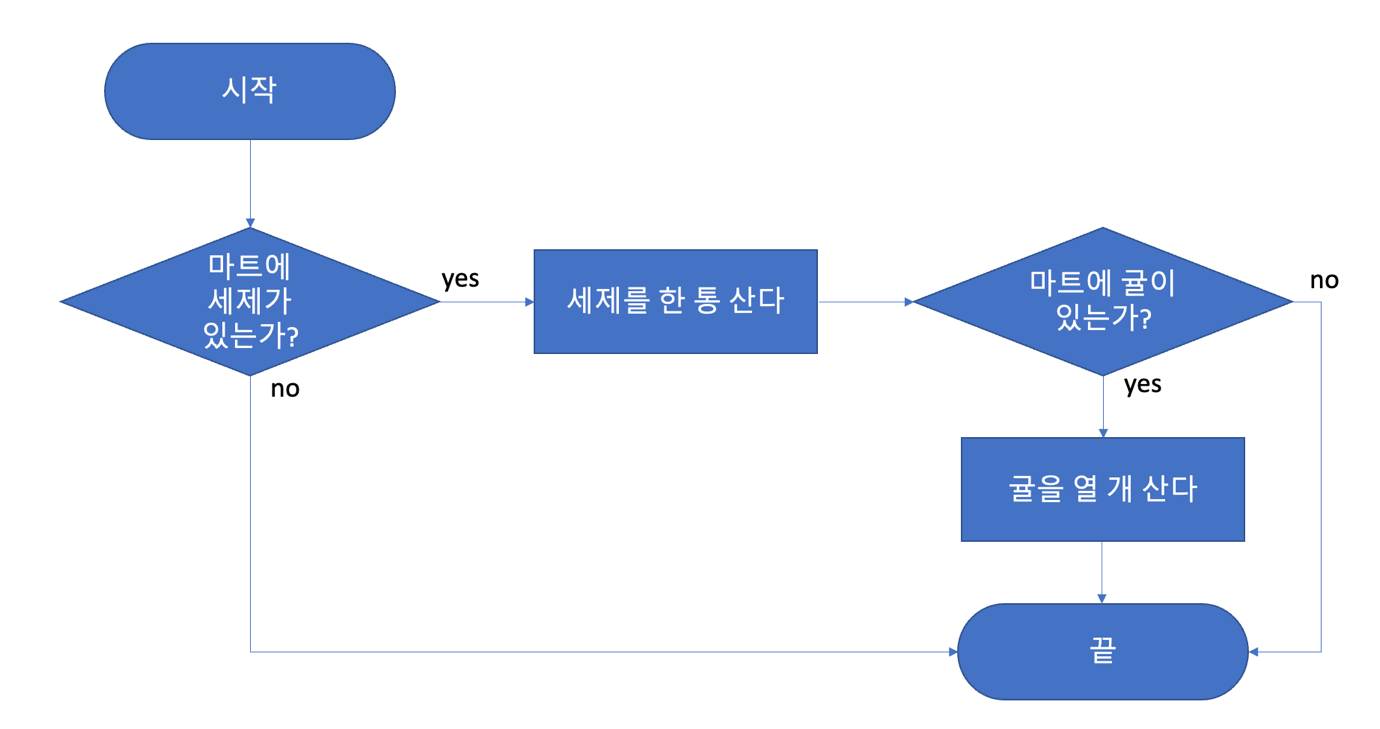 시작
마트에
세제가
있는가?
yes
세제를 한 통 산다
마트에 귤이
있는가?
no
no
yes
귤을 열 개 산다
끝